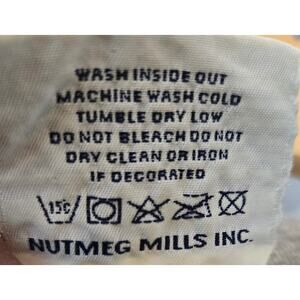 WASH INSIDE OUT
MACHINE WASH COLD
TUMBLE DRY LOW
DO NOT BLEACH DO NOT
DRY CLEAN OR IRON
IF DECORATED
15C
NUTMEG MILLS INC.